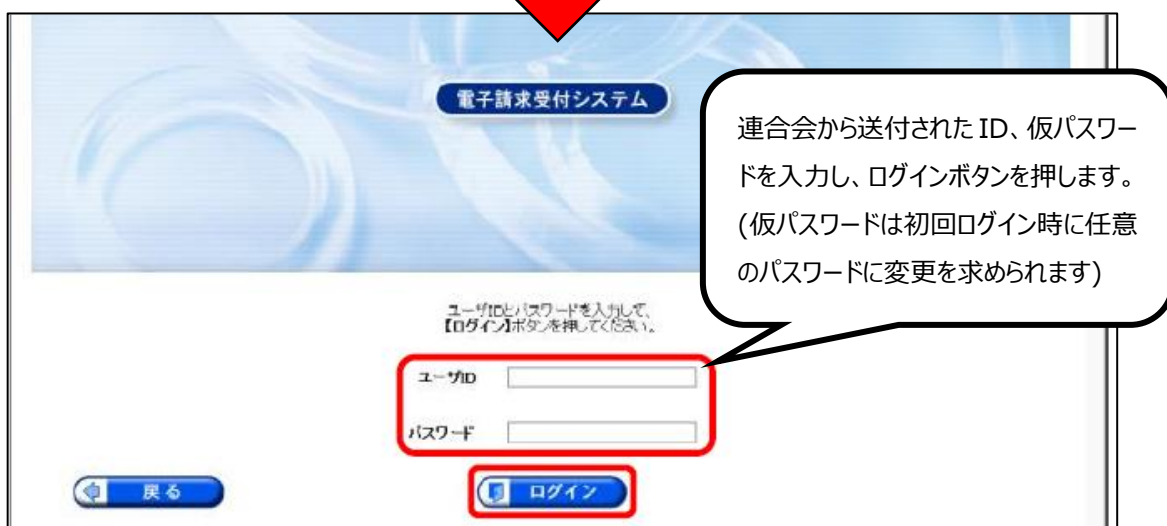 電子請求受付システム
連合会から送付された ID、仮パスワー
ドを入力し、ログインボタンを押します。
(仮パスワードは初回ログイン時に任意
のパスワードに変更を求められます)
ユーザIDとパスワードを入力して、
【ログイン】ボタンを押してください。
ユーザID
パスワード
戻る
ログイン